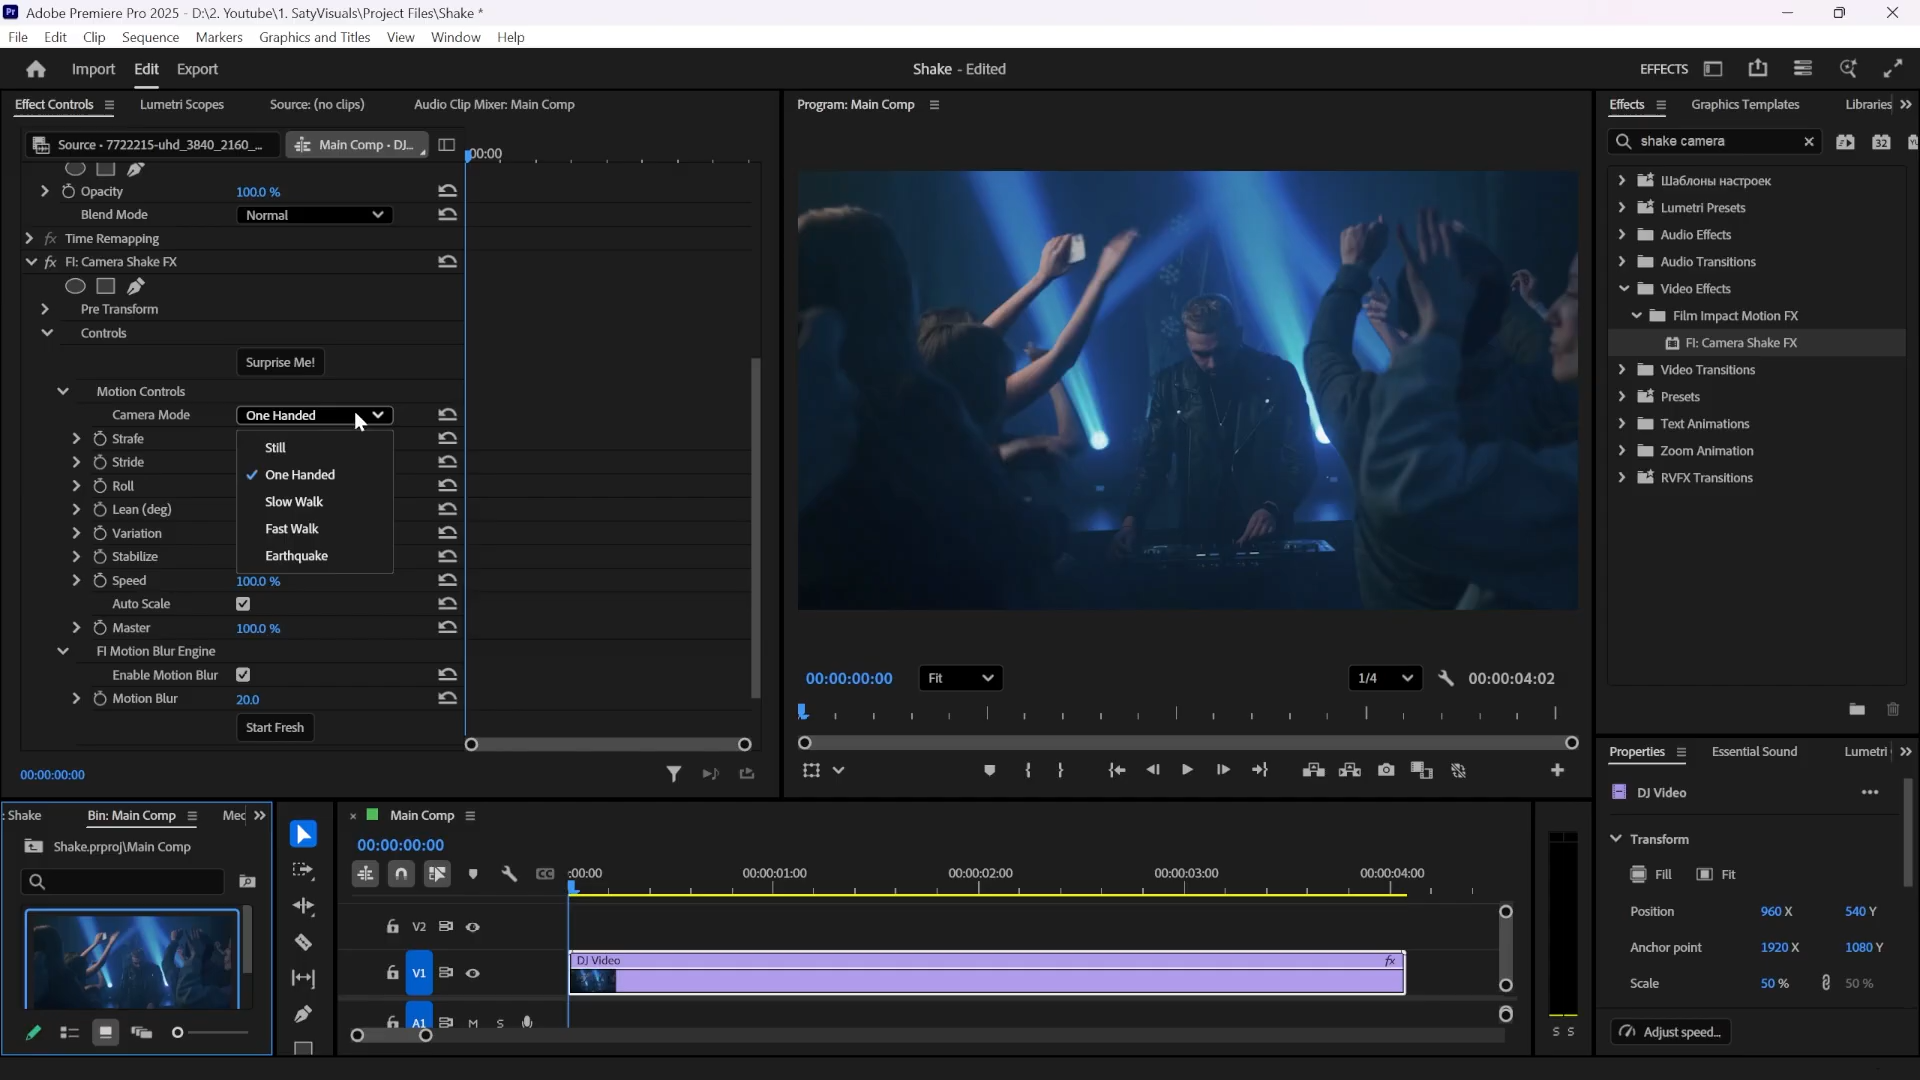 Pr Adobe Premiere Pro 2025 - D:\2. Youtube\1. SatyVisuals\Project Files\Shake *
File Edit Clip Sequence Markers Graphics and Titles View Window Help
Import Edit Export
Shake - Edited
EFFECTS
Effect Controls Lumetri Scopes Source: (no clips) Audio Clip Mixer: Main Comp
Source • 7722215-uhd_3840_2160_... Main Comp • DJ...
:00:00
Opacity 100.0 %
Blend Mode Normal
fx Time Remapping
fx FI: Camera Shake FX
Pre Transform
Controls
Surprise Me!
Motion Controls
Camera Mode One Handed
Strafe
Stride
Roll
Lean (deg)
Variation
Stabilize
Still
One Handed
Slow Walk
Fast Walk
Earthquake
Speed 100.0 %
Auto Scale
Master 100.0 %
FI Motion Blur Engine
Enable Motion Blur
Motion Blur 20.0
Start Fresh
00:00:00:00
Program: Main Comp
00:00:00:00 Fit 1/4 00:00:04:02
Effects Graphics Templates Libraries
shake camera
32
Шаблоны настроек
Lumetri Presets
Audio Effects
Audio Transitions
Video Effects
Film Impact Motion FX
FI: Camera Shake FX
Video Transitions
Presets
Text Animations
Zoom Animation
RVFX Transitions
: Shake Bin: Main Comp Med
Shake.prproj\Main Comp
× Main Comp
00:00:00:00
CC
:00:00 00:00:01:00 00:00:02:00 00:00:03:00 00:00:04:00
V2
V1
DJ Video fx
A1 M S
S S
Properties Essential Sound Lumetri
DJ Video
Transform
Fill Fit
Position 960 X 540 Y
Anchor point 1920 X 1080 Y
Scale 50 % 50 %
Adjust speed...